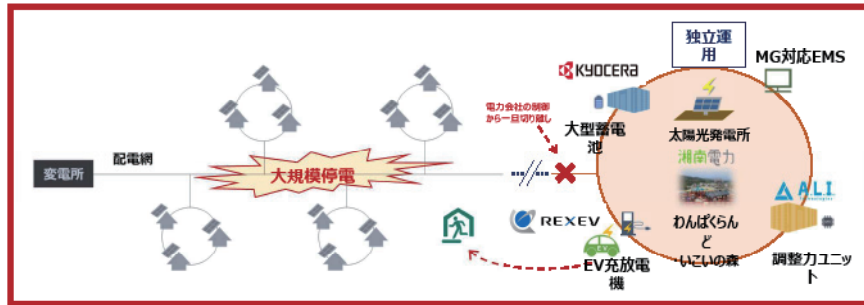 独立運
用
KYOCERA
MG対応EMS
電力会社の制御
から一旦切り離し
大型蓄電
池
太陽光発電所
配電網
変電所
大規模停電
湘南電力
A.L.I.
Technologies
REXEV
わんぱくらん
ど
・いこいの森
EV充放電
機
調整力ユニッ
ト